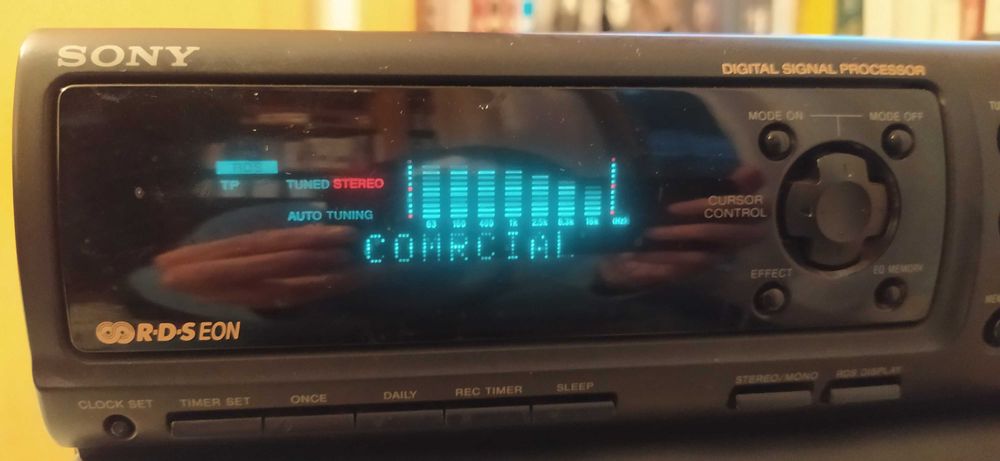 SONY
DIGITAL SIGNAL PROCESSOR
MODE ON
MODE OFF
RDS
TP
TUNED STEREO
AUTO TUNING
63 160 400 1k 2.5k 6.3k 16k (Hz)
COMRCIAL
CURSOR
CONTROL
EFFECT
EQ MEMORY
R·D·S EON
CLOCK SET
TIMER SET
ONCE
DAILY
REC TIMER
SLEEP
STEREO/MONO
RDS DISPLAY